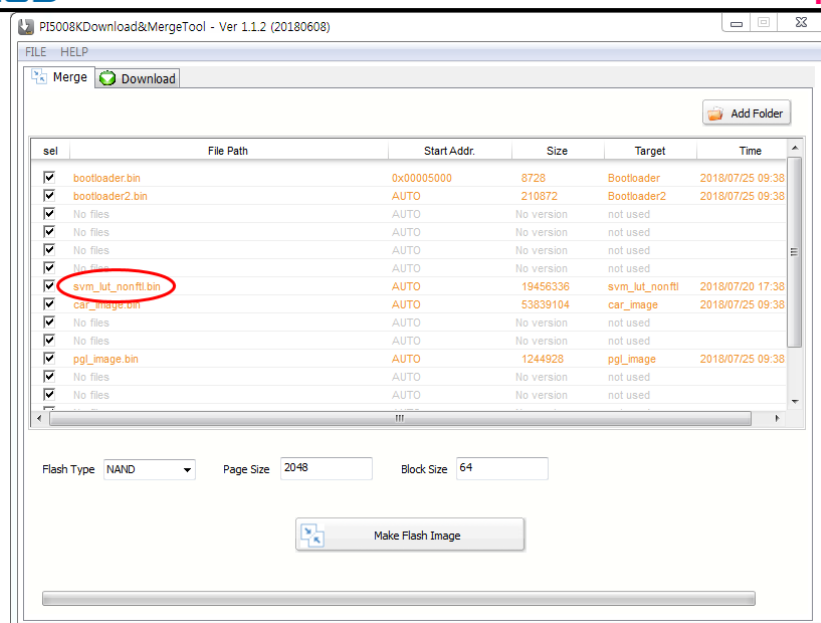 PI5008KDownload&MergeTool - Ver 1.1.2 (20180608)
FILE HELP
Merge Download
Add Folder
sel File Path Start Addr. Size Target Time
bootloader.bin 0x00005000 8728 Bootloader 2018/07/25 09:38
bootloader2.bin AUTO 210872 Bootloader2 2018/07/25 09:38
No files AUTO No version not used
No files AUTO No version not used
No files AUTO No version not used
No files AUTO No version not used
svm_lut_nonftl.bin AUTO 19456336 svm_lut_nonftl 2018/07/20 17:38
car_image.bin AUTO 53839104 car_image 2018/07/25 09:38
No files AUTO No version not used
No files AUTO No version not used
pgl_image.bin AUTO 1244928 pgl_image 2018/07/25 09:38
No files AUTO No version not used
No files AUTO No version not used
Flash Type NAND Page Size 2048 Block Size 64
Make Flash Image